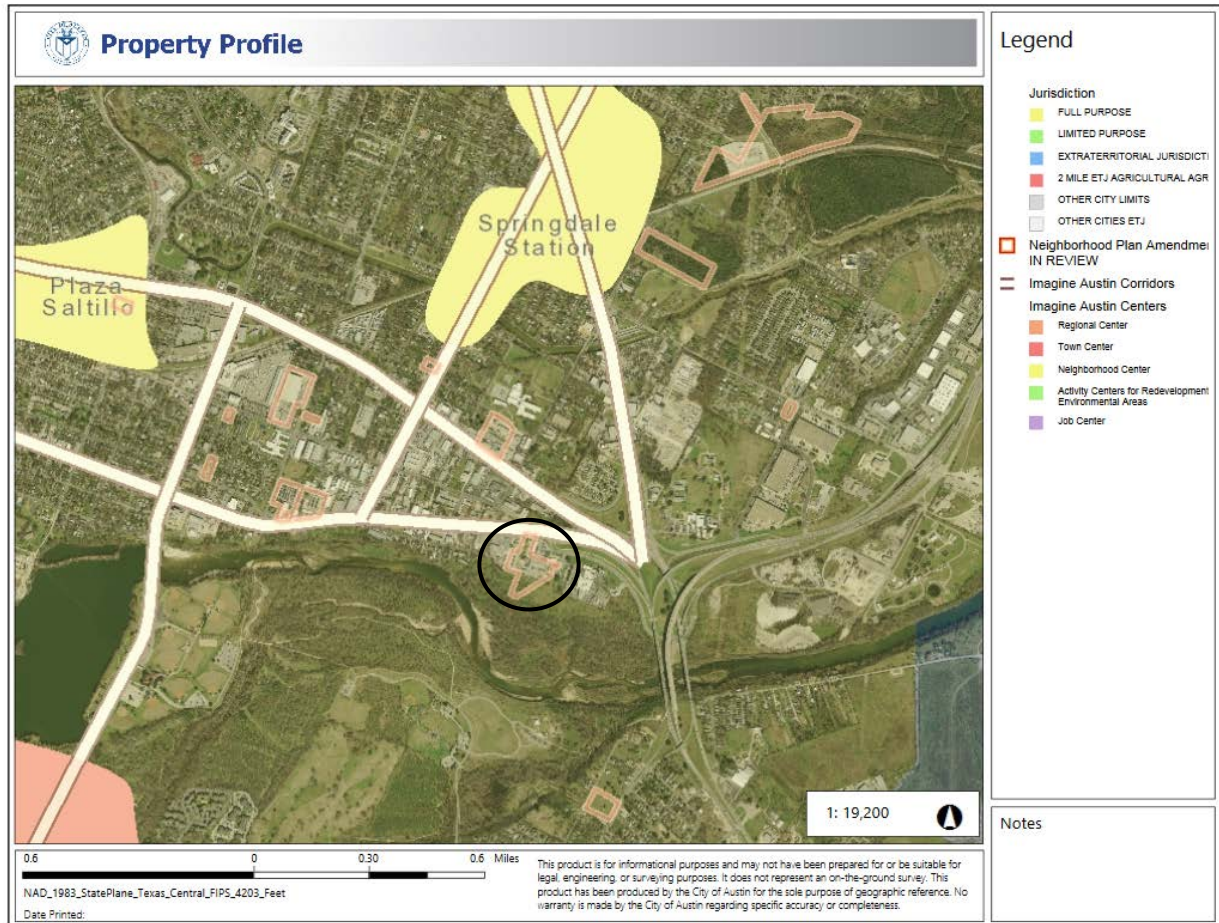 Property Profile
Springdale
Station
Plaza
Saltillo
1: 19,200
Legend
Jurisdiction
FULL PURPOSE
LIMITED PURPOSE
EXTRATERRITORIAL JURISDICTI
2 MILE ETJ AGRICULTURAL AGR
OTHER CITY LIMITS
OTHER CITIES ETJ
Neighborhood Plan Amendme
IN REVIEW
Imagine Austin Corridors
Imagine Austin Centers
Regional Center
Town Center
Neighborhood Center
Activity Centers for Redevelopment
Environmental Areas
Job Center
Notes
0.6 0 0.30 0.6 Miles
NAD_1983_StatePlane_Texas_Central_FIPS_4203_Feet
Date Printed:
This product is for informational purposes and may not have been prepared for or be suitable for
legal, engineering, or surveying purposes. It does not represent an on-the-ground survey. This
product has been produced by the City of Austin for the sole purpose of geographic reference. No
warranty is made by the City of Austin regarding specific accuracy or completeness.